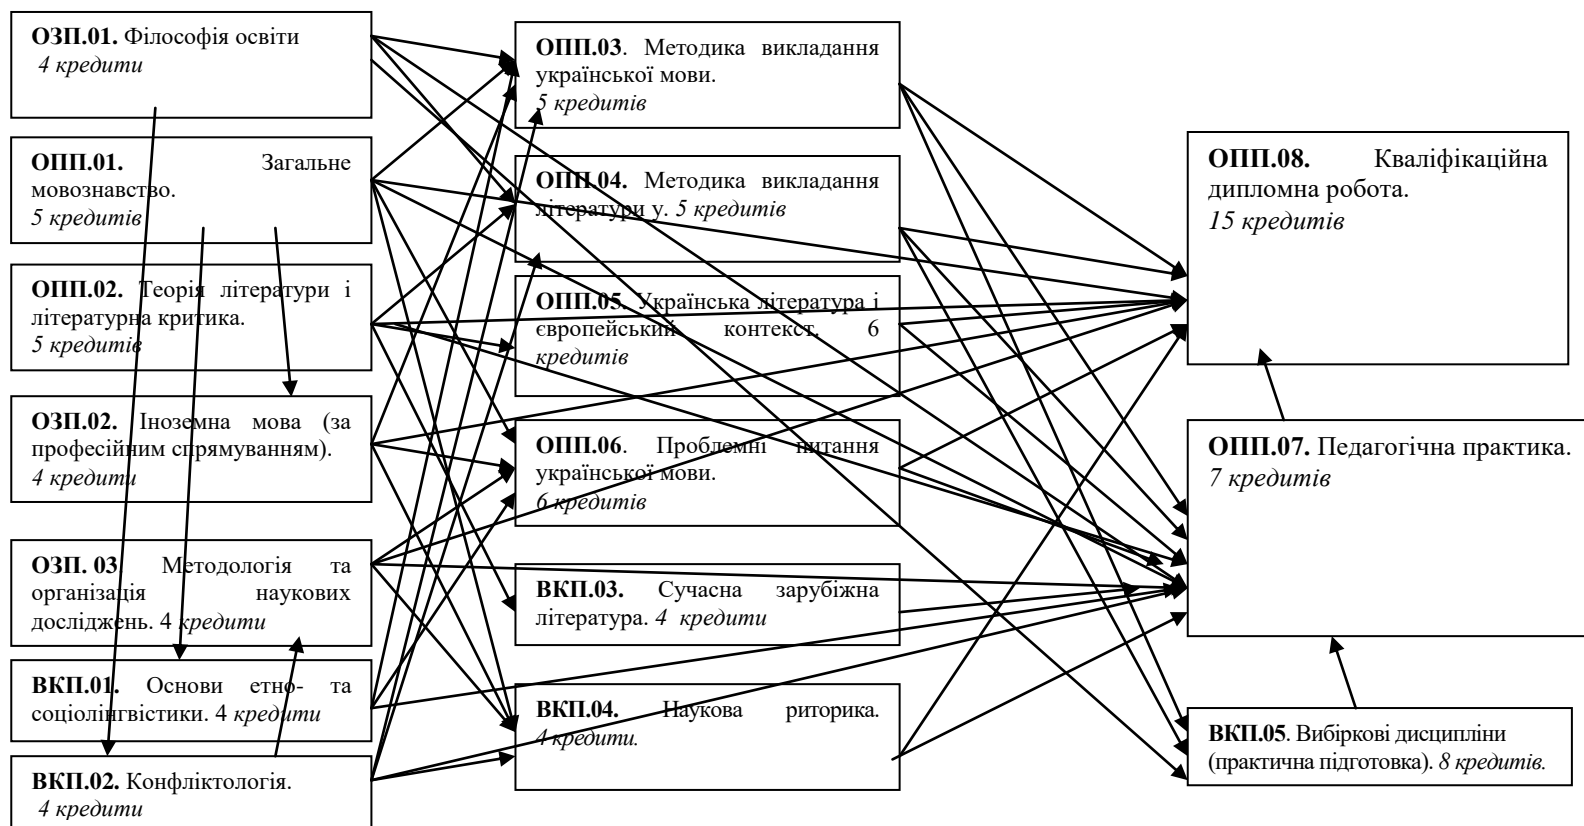 ОЗП.01. Філософія освіти
4 кредити
ОПП.01. Загальне
мовознавство.
5 кредитів
ОПП.02. Теорія літератури і
літературна критика.
5 кредитів
ОЗП.02. Іноземна мова (за
професійним спрямуванням).
4 кредити
ОЗП. 03. Методологія та
організація наукових
досліджень. 4 кредити
ВКП.01. Основи етно- та
соціолінгвістики. 4 кредити
ВКП.02. Конфліктологія.
4 кредити
ОПП.03. Методика викладання
української мови.
5 кредитів
ОПП.04. Методика викладання
літератури у. 5 кредитів
ОПП.05. Українська література і
європейський контекст. 6
кредитів
ОПП.06. Проблемні питання
української мови.
6 кредитів
ВКП.03. Сучасна зарубіжна
література. 4 кредити
ВКП.04. Наукова риторика.
4 кредити.
ОПП.08. Кваліфікаційна
дипломна робота.
15 кредитів
ОПП.07. Педагогічна практика.
7 кредитів
ВКП.05. Вибіркові дисципліни
(практична підготовка). 8 кредитів.